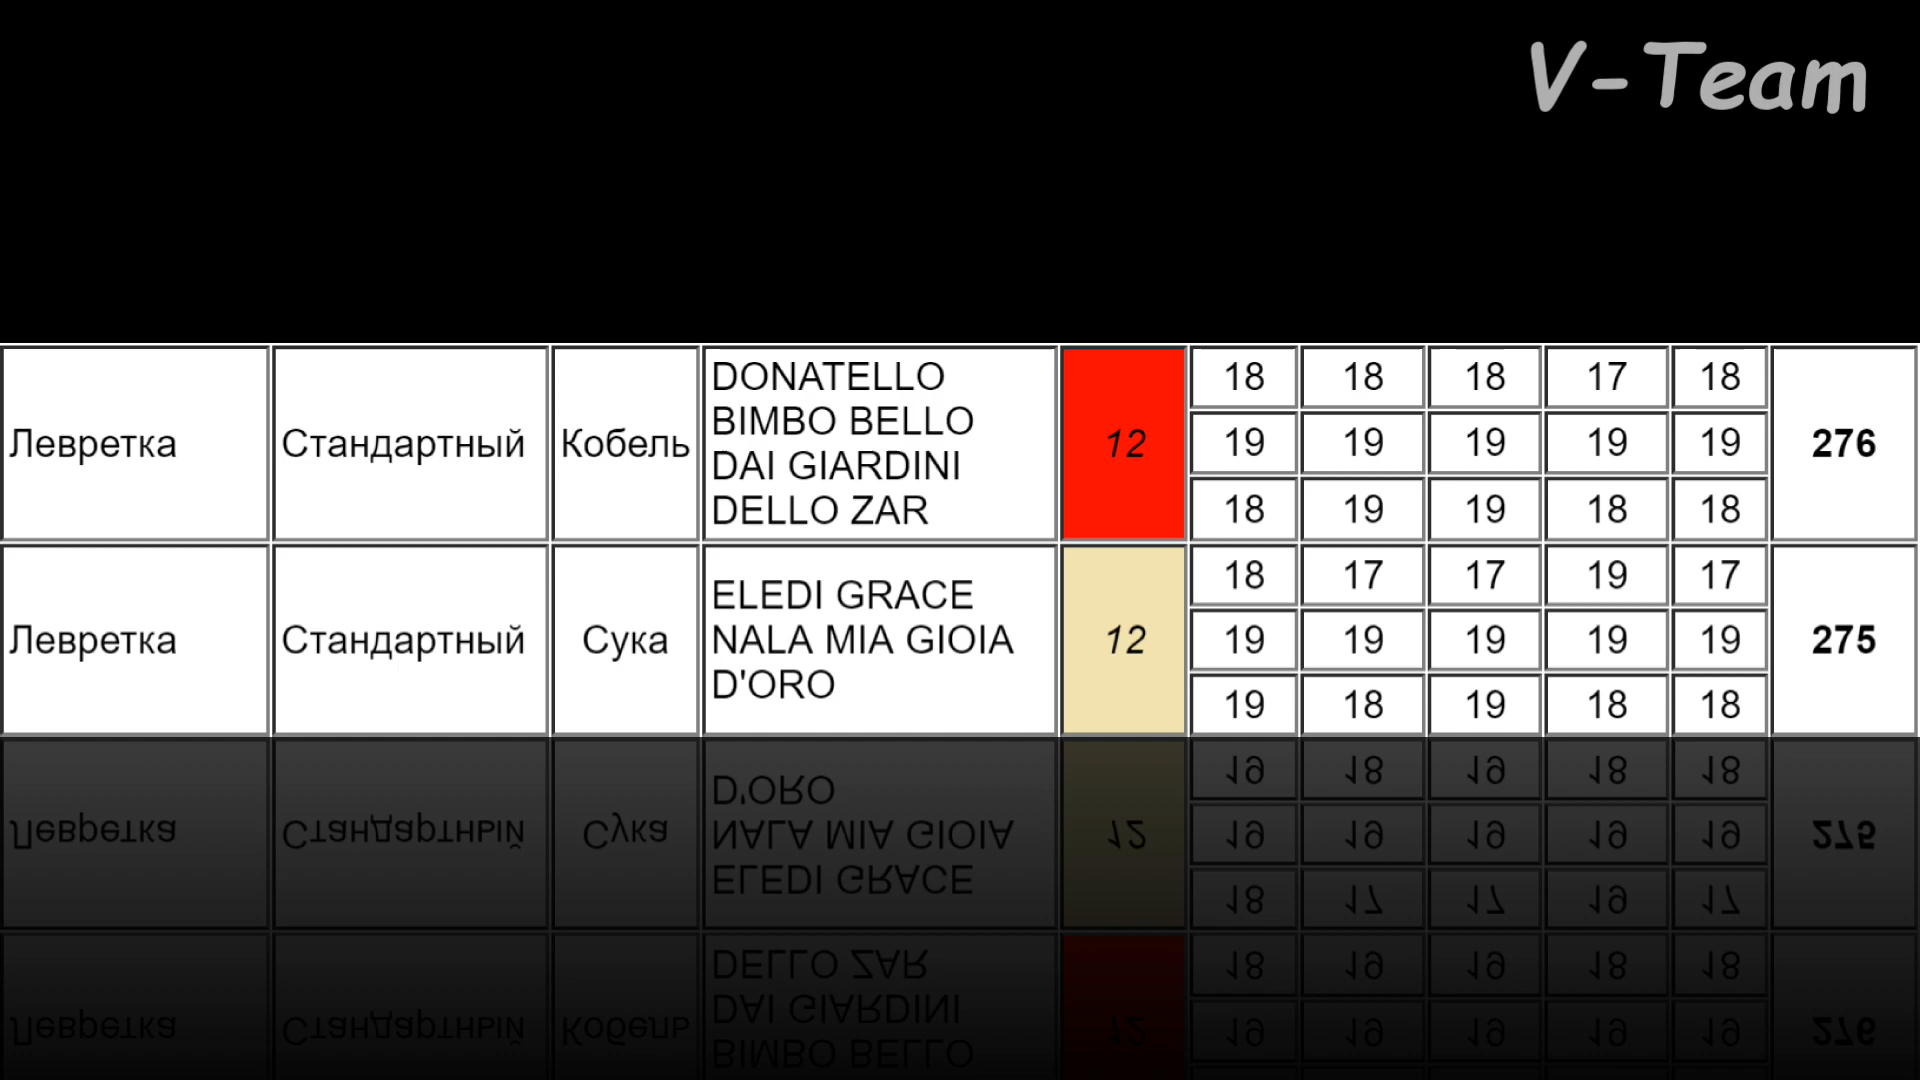 V-Team
Левретка Стандартный Кобель DONATELLO BIMBO BELLO DAI GIARDINI DELLO ZAR 12 276
18 18 18 17 18
19 19 19 19 19
18 19 19 18 18
Левретка Стандартный Сука ELEDI GRACE NALA MIA GIOIA D'ORO 12 275
18 17 17 19 17
19 19 19 19 19
19 18 19 18 18